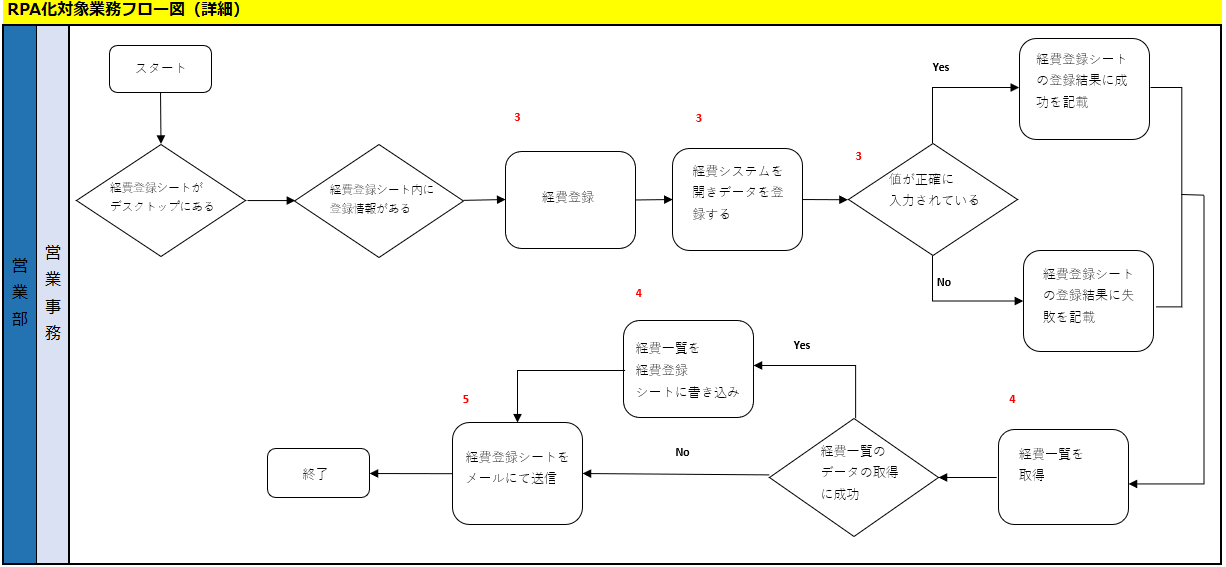 RPA化対象業務フロー図（詳細）
営業部
営業事務
スタート
経費登録シートが
デスクトップにある
経費登録シート内に
登録情報がある
3
経費登録
3
経費システムを
開きデータを登
録する
3
値が正確に
入力されている
Yes
経費登録シート
の登録結果に成
功を記載
No
経費登録シート
の登録結果に失
敗を記載
4
経費一覧を
取得
経費一覧の
データの取得
に成功
Yes
4
経費一覧を
経費登録
シートに書き込み
No
5
経費登録シートを
メールにて送信
終了